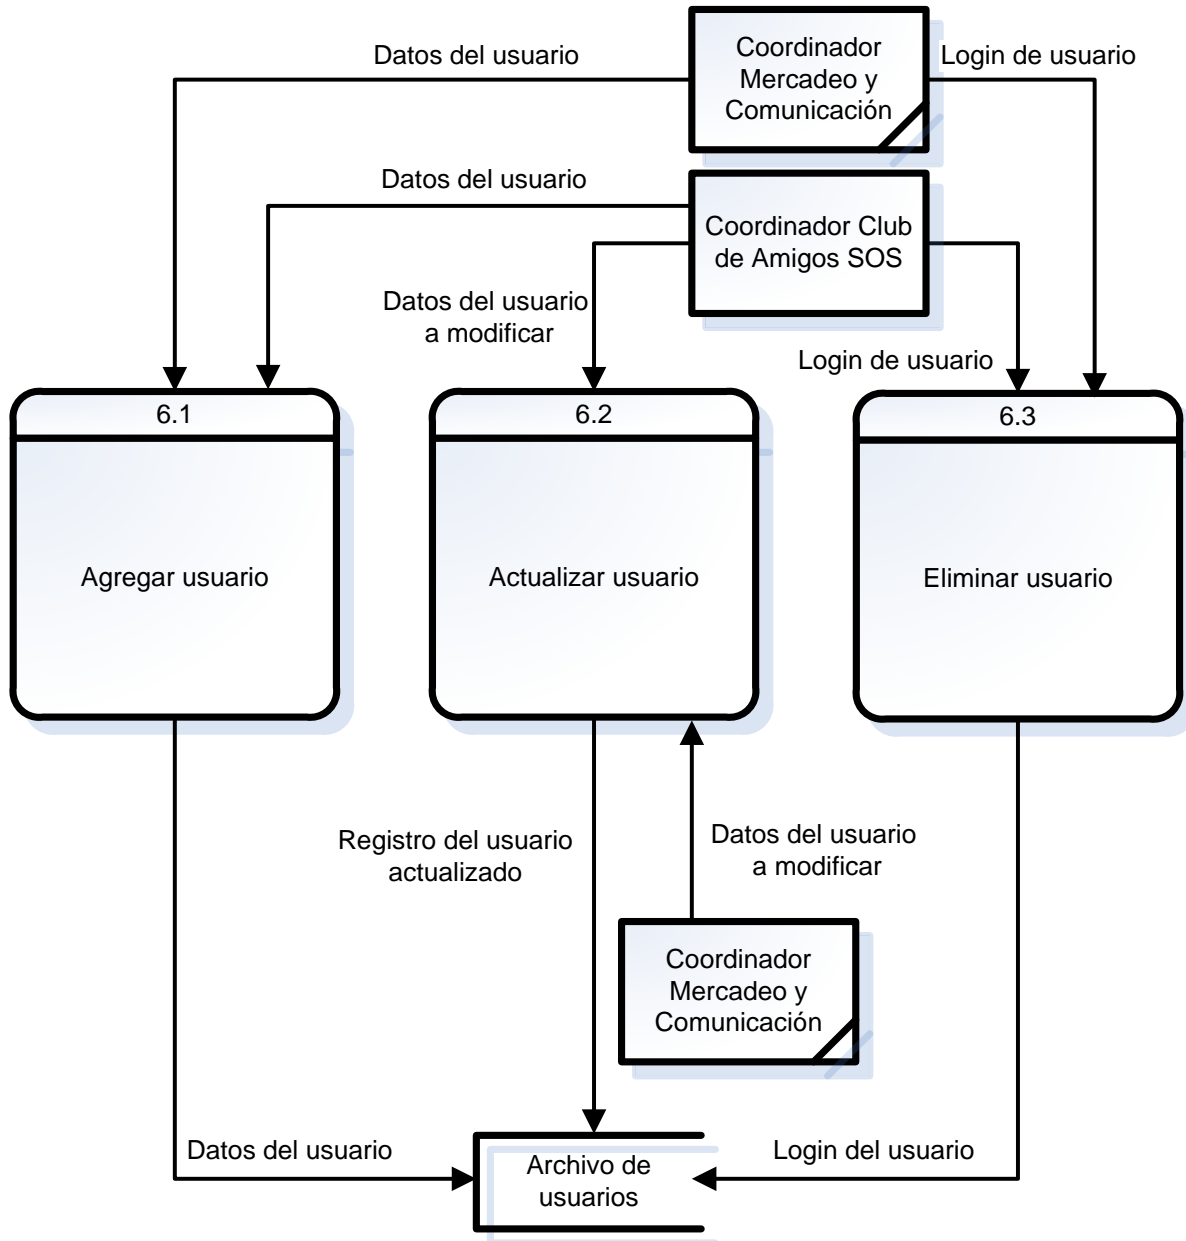 Datos del usuario
Coordinador
Mercadeo y
Comunicación
Login de usuario
Datos del usuario
Coordinador Club
de Amigos SOS
Datos del usuario
a modificar
Login de usuario
6.1
6.2
6.3
Agregar usuario
Actualizar usuario
Eliminar usuario
Registro del usuario
actualizado
Datos del usuario
a modificar
Coordinador
Mercadeo y
Comunicación
Datos del usuario
Archivo de
usuarios
Login del usuario